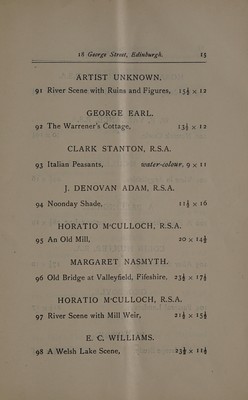 18 George Street, Edinburgh. 15
ARTIST UNKNOWN.
91 River Scene with Ruins and Figures, 15½ × 12
GEORGE EARL.
92 The Warrener's Cottage, 13½ × 12
CLARK STANTON, R.S.A.
93 Italian Peasants, water-colour, 9 × 11
J. DENOVAN ADAM, R.S.A.
94 Noonday Shade, 11½ × 16
HORATIO M‘CULLOCH, R.S.A.
95 An Old Mill, 20 × 14½
MARGARET NASMYTH.
96 Old Bridge at Valleyfield, Fifeshire, 23½ × 17½
HORATIO M‘CULLOCH, R.S.A.
97 River Scene with Mill Weir, 21½ × 15½
E. C. WILLIAMS.
98 A Welsh Lake Scene, 23½ × 11½